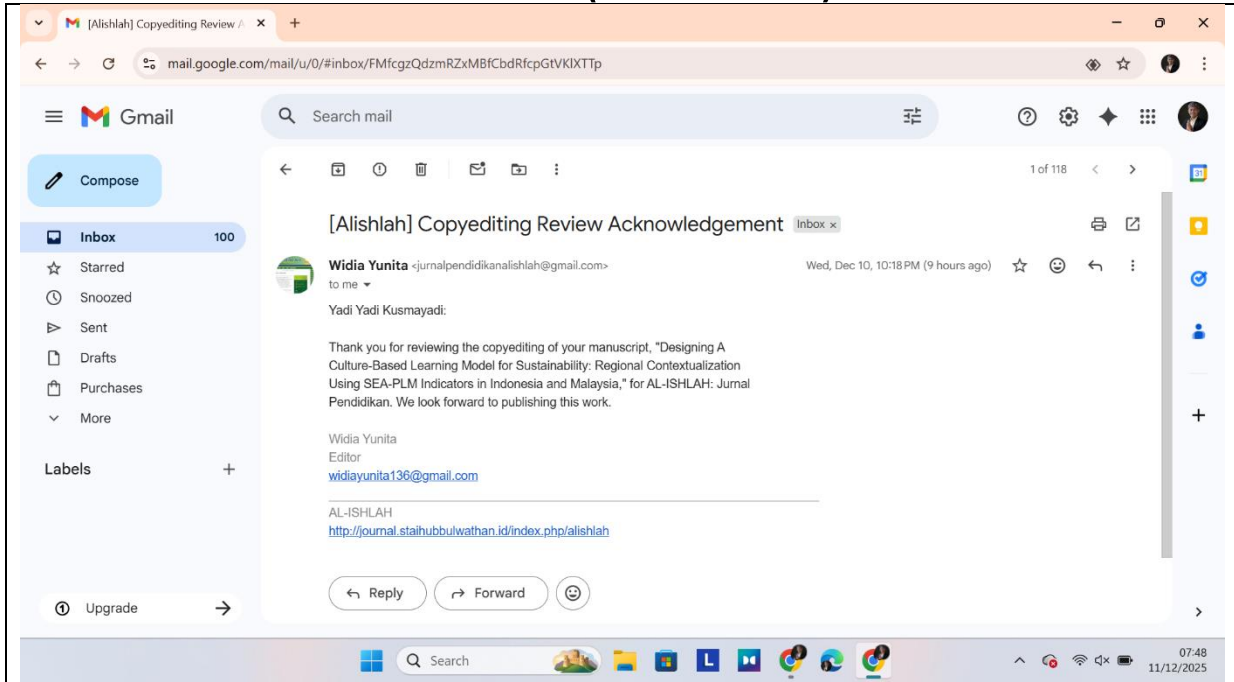 [Alishlah] Copyediting Review A
mail.google.com/mail/u/0/#inbox/FMfcgzQdzmRZxMBfCbdRfcpGtVKlXTTp
Gmail
Search mail
Compose
1 of 118
31
[Alishlah] Copyediting Review Acknowledgement Inbox x
Inbox 100
Starred
Snoozed
Sent
Drafts
Purchases
More
Labels
Widia Yunita <jurnalpendidikanalishlah@gmail.com> Wed, Dec 10, 10:18 PM (9 hours ago)
to me
Yadi Yadi Kusmayadi:
Thank you for reviewing the copyediting of your manuscript, "Designing A
Culture-Based Learning Model for Sustainability: Regional Contextualization
Using SEA-PLM Indicators in Indonesia and Malaysia," for AL-ISHLAH: Jurnal
Pendidikan. We look forward to publishing this work.
Widia Yunita
Editor
widiayunita136@gmail.com
AL-ISHLAH
http://journal.staihubbulwathan.id/index.php/alishlah
Reply Forward
Upgrade
Search
L
07:48
11/12/2025